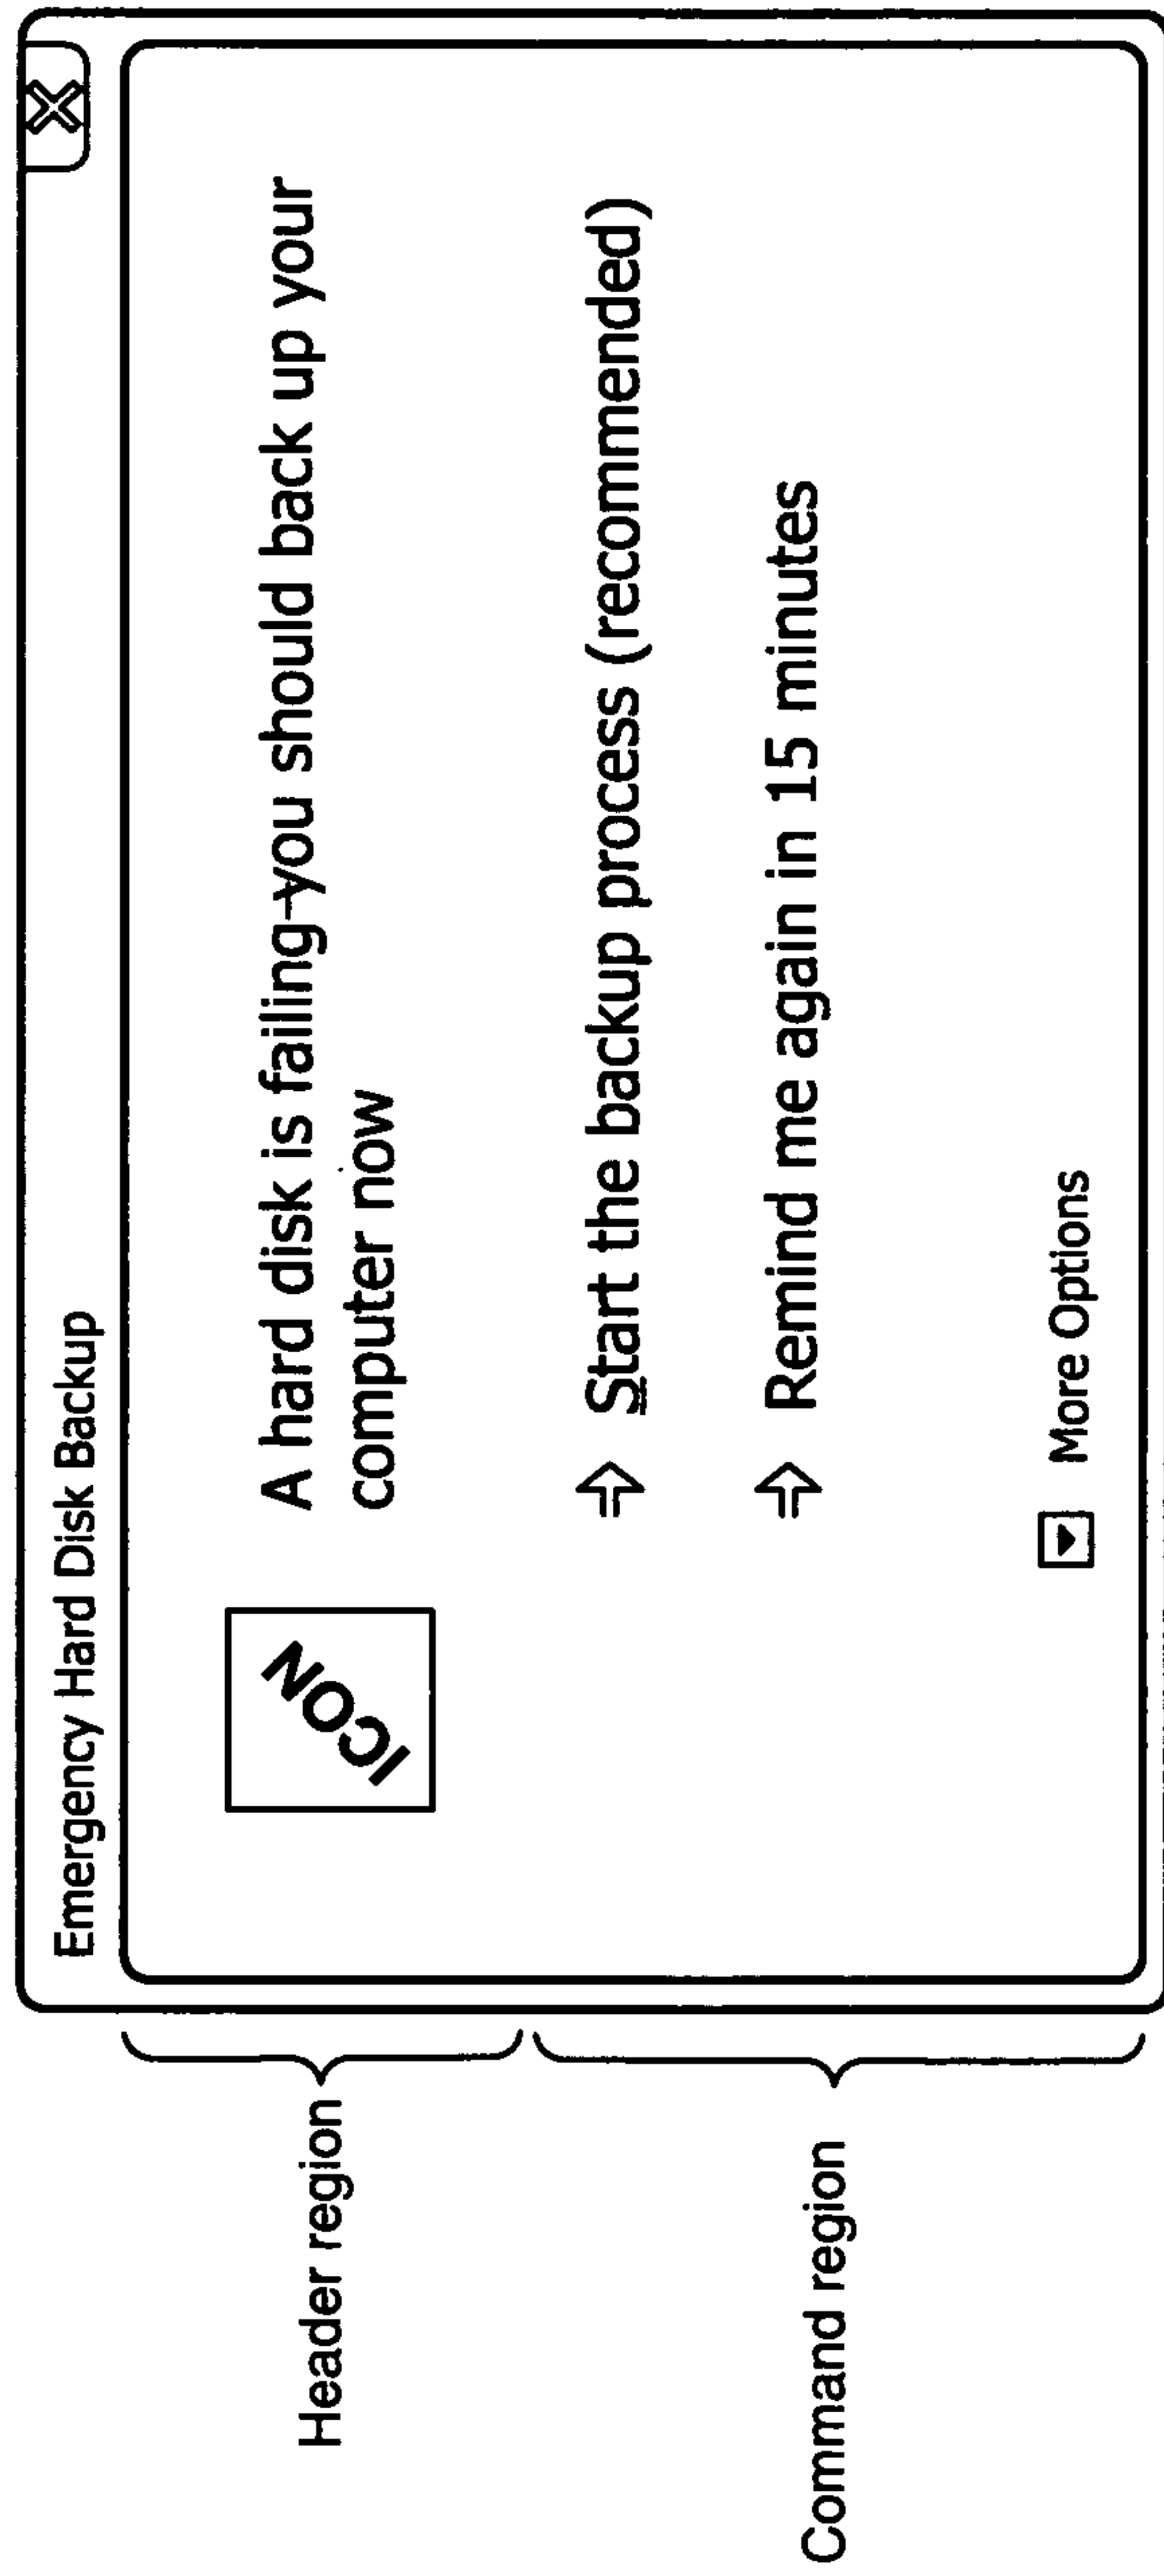 Emergency Hard Disk Backup
X
ICON
A hard disk is failing-you should back up your
computer now
Start the backup process (recommended)
Remind me again in 15 minutes
More Options
Header region
Command region